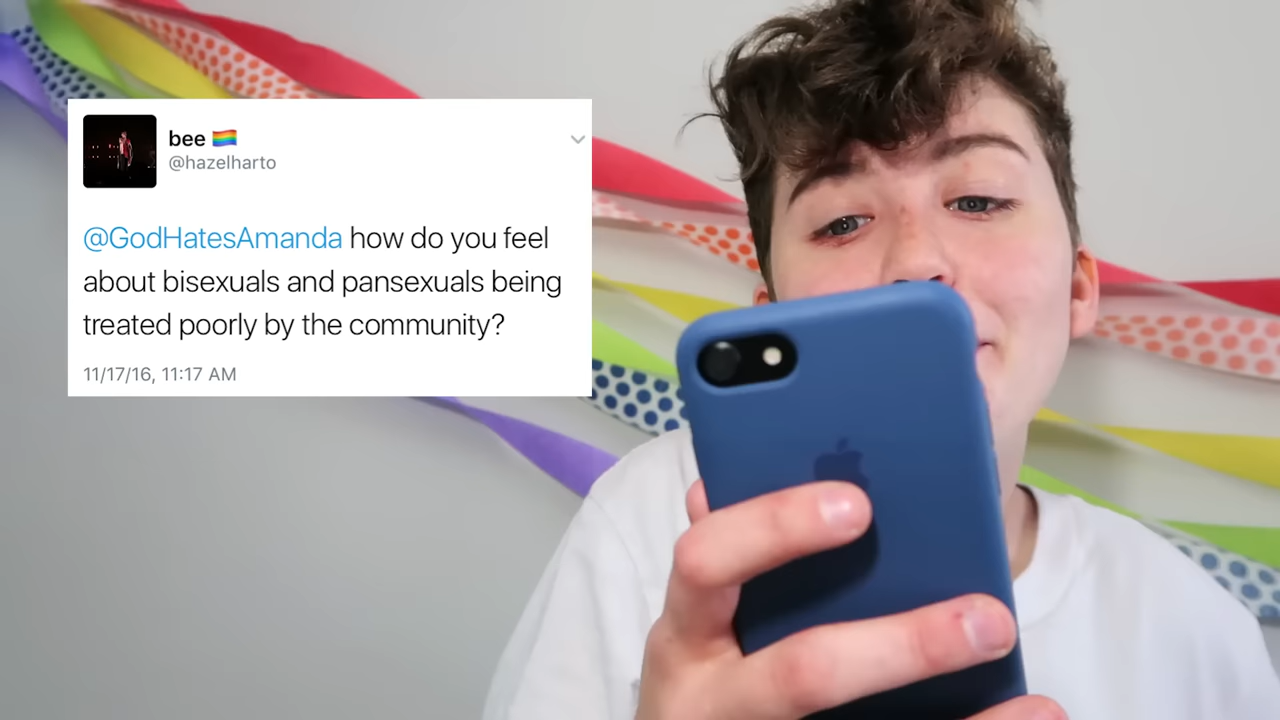 bee 🏳️‍🌈
@hazelharto
@GodHatesAmanda how do you feel
about bisexuals and pansexuals being
treated poorly by the community?
11/17/16, 11:17 AM